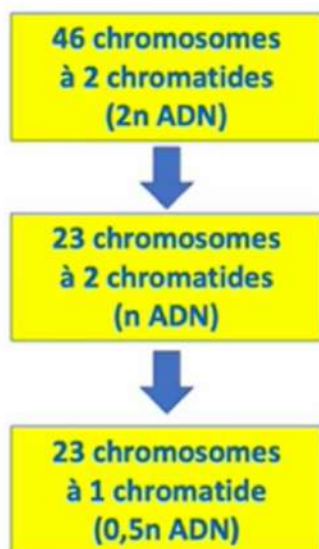 46 chromosomes
à 2 chromatides
(2n ADN)
23 chromosomes
à 2 chromatides
(n ADN)
23 chromosomes
à 1 chromatide
(0,5n ADN)